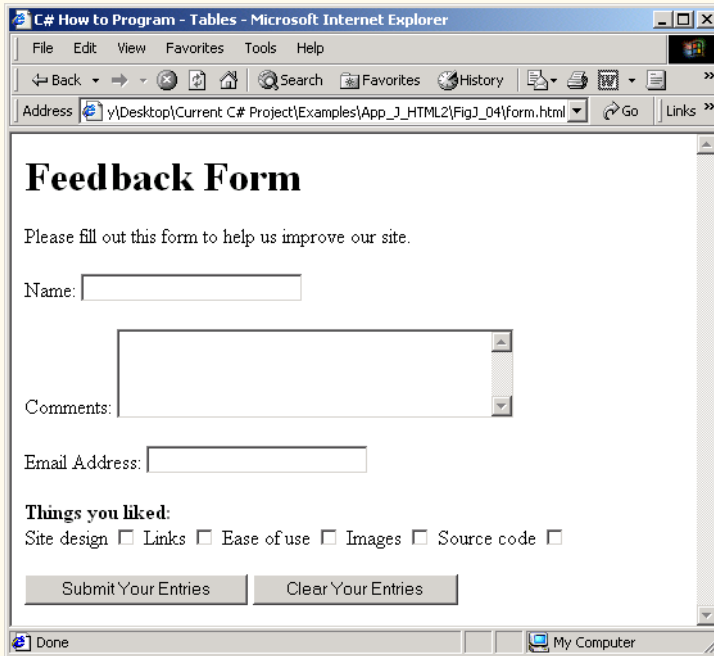 C# How to Program - Tables - Microsoft Internet Explorer
File Edit View Favorites Tools Help
Back Search Favorites History W »
Address y\Desktop\Current C# Project\Examples\App_J_HTML2\FigJ_04\form.html Go Links »
Feedback Form
Please fill out this form to help us improve our site.
Name:
Comments:
Email Address:
Things you liked:
Site design Links Ease of use Images Source code
Submit Your Entries Clear Your Entries
Done My Computer